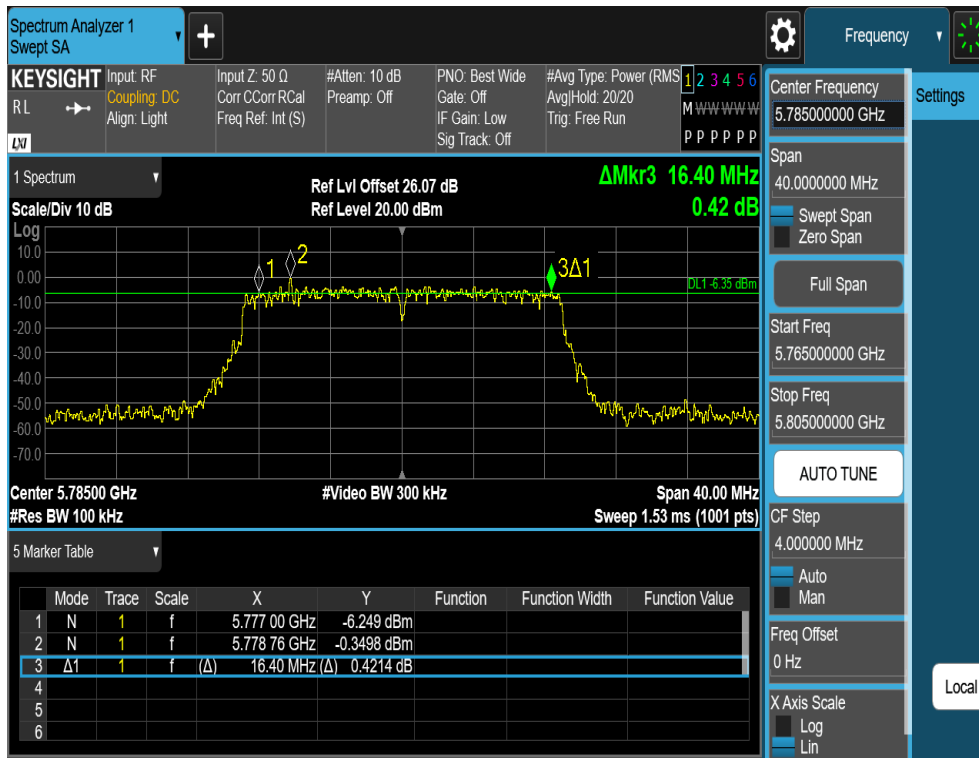 Spectrum Analyzer 1
Swept SA
+
Frequency
KEYSIGHT
RL
LXI
Input: RF
Coupling: DC
Align: Light
Input Z: 50 Ω
Corr CCorr RCal
Freq Ref: Int (S)
#Atten: 10 dB
Preamp: Off
PNO: Best Wide
Gate: Off
IF Gain: Low
Sig Track: Off
#Avg Type: Power (RMS
Avg|Hold: 20/20
Trig: Free Run
1 2 3 4 5 6
M W W W W W
P P P P P P
1 Spectrum
Scale/Div 10 dB
Ref Lvl Offset 26.07 dB
Ref Level 20.00 dBm
ΔMkr3 16.40 MHz
0.42 dB
Log
10.0
0.00
-10.0
-20.0
-30.0
-40.0
-50.0
-60.0
-70.0
1
2
3Δ1
DL1 -6.35 dBm
Center 5.78500 GHz
#Res BW 100 kHz
#Video BW 300 kHz
Span 40.00 MHz
Sweep 1.53 ms (1001 pts)
5 Marker Table
Mode Trace Scale X Y Function Function Width Function Value
1 N 1 f 5.777 00 GHz -6.249 dBm
2 N 1 f 5.778 76 GHz -0.3498 dBm
3 Δ1 1 f (Δ) 16.40 MHz (Δ) 0.4214 dB
4
5
6
Center Frequency
5.785000000 GHz
Span
40.0000000 MHz
Swept Span
Zero Span
Full Span
Start Freq
5.765000000 GHz
Stop Freq
5.805000000 GHz
AUTO TUNE
CF Step
4.000000 MHz
Auto
Man
Freq Offset
0 Hz
X Axis Scale
Log
Lin
Settings
Local